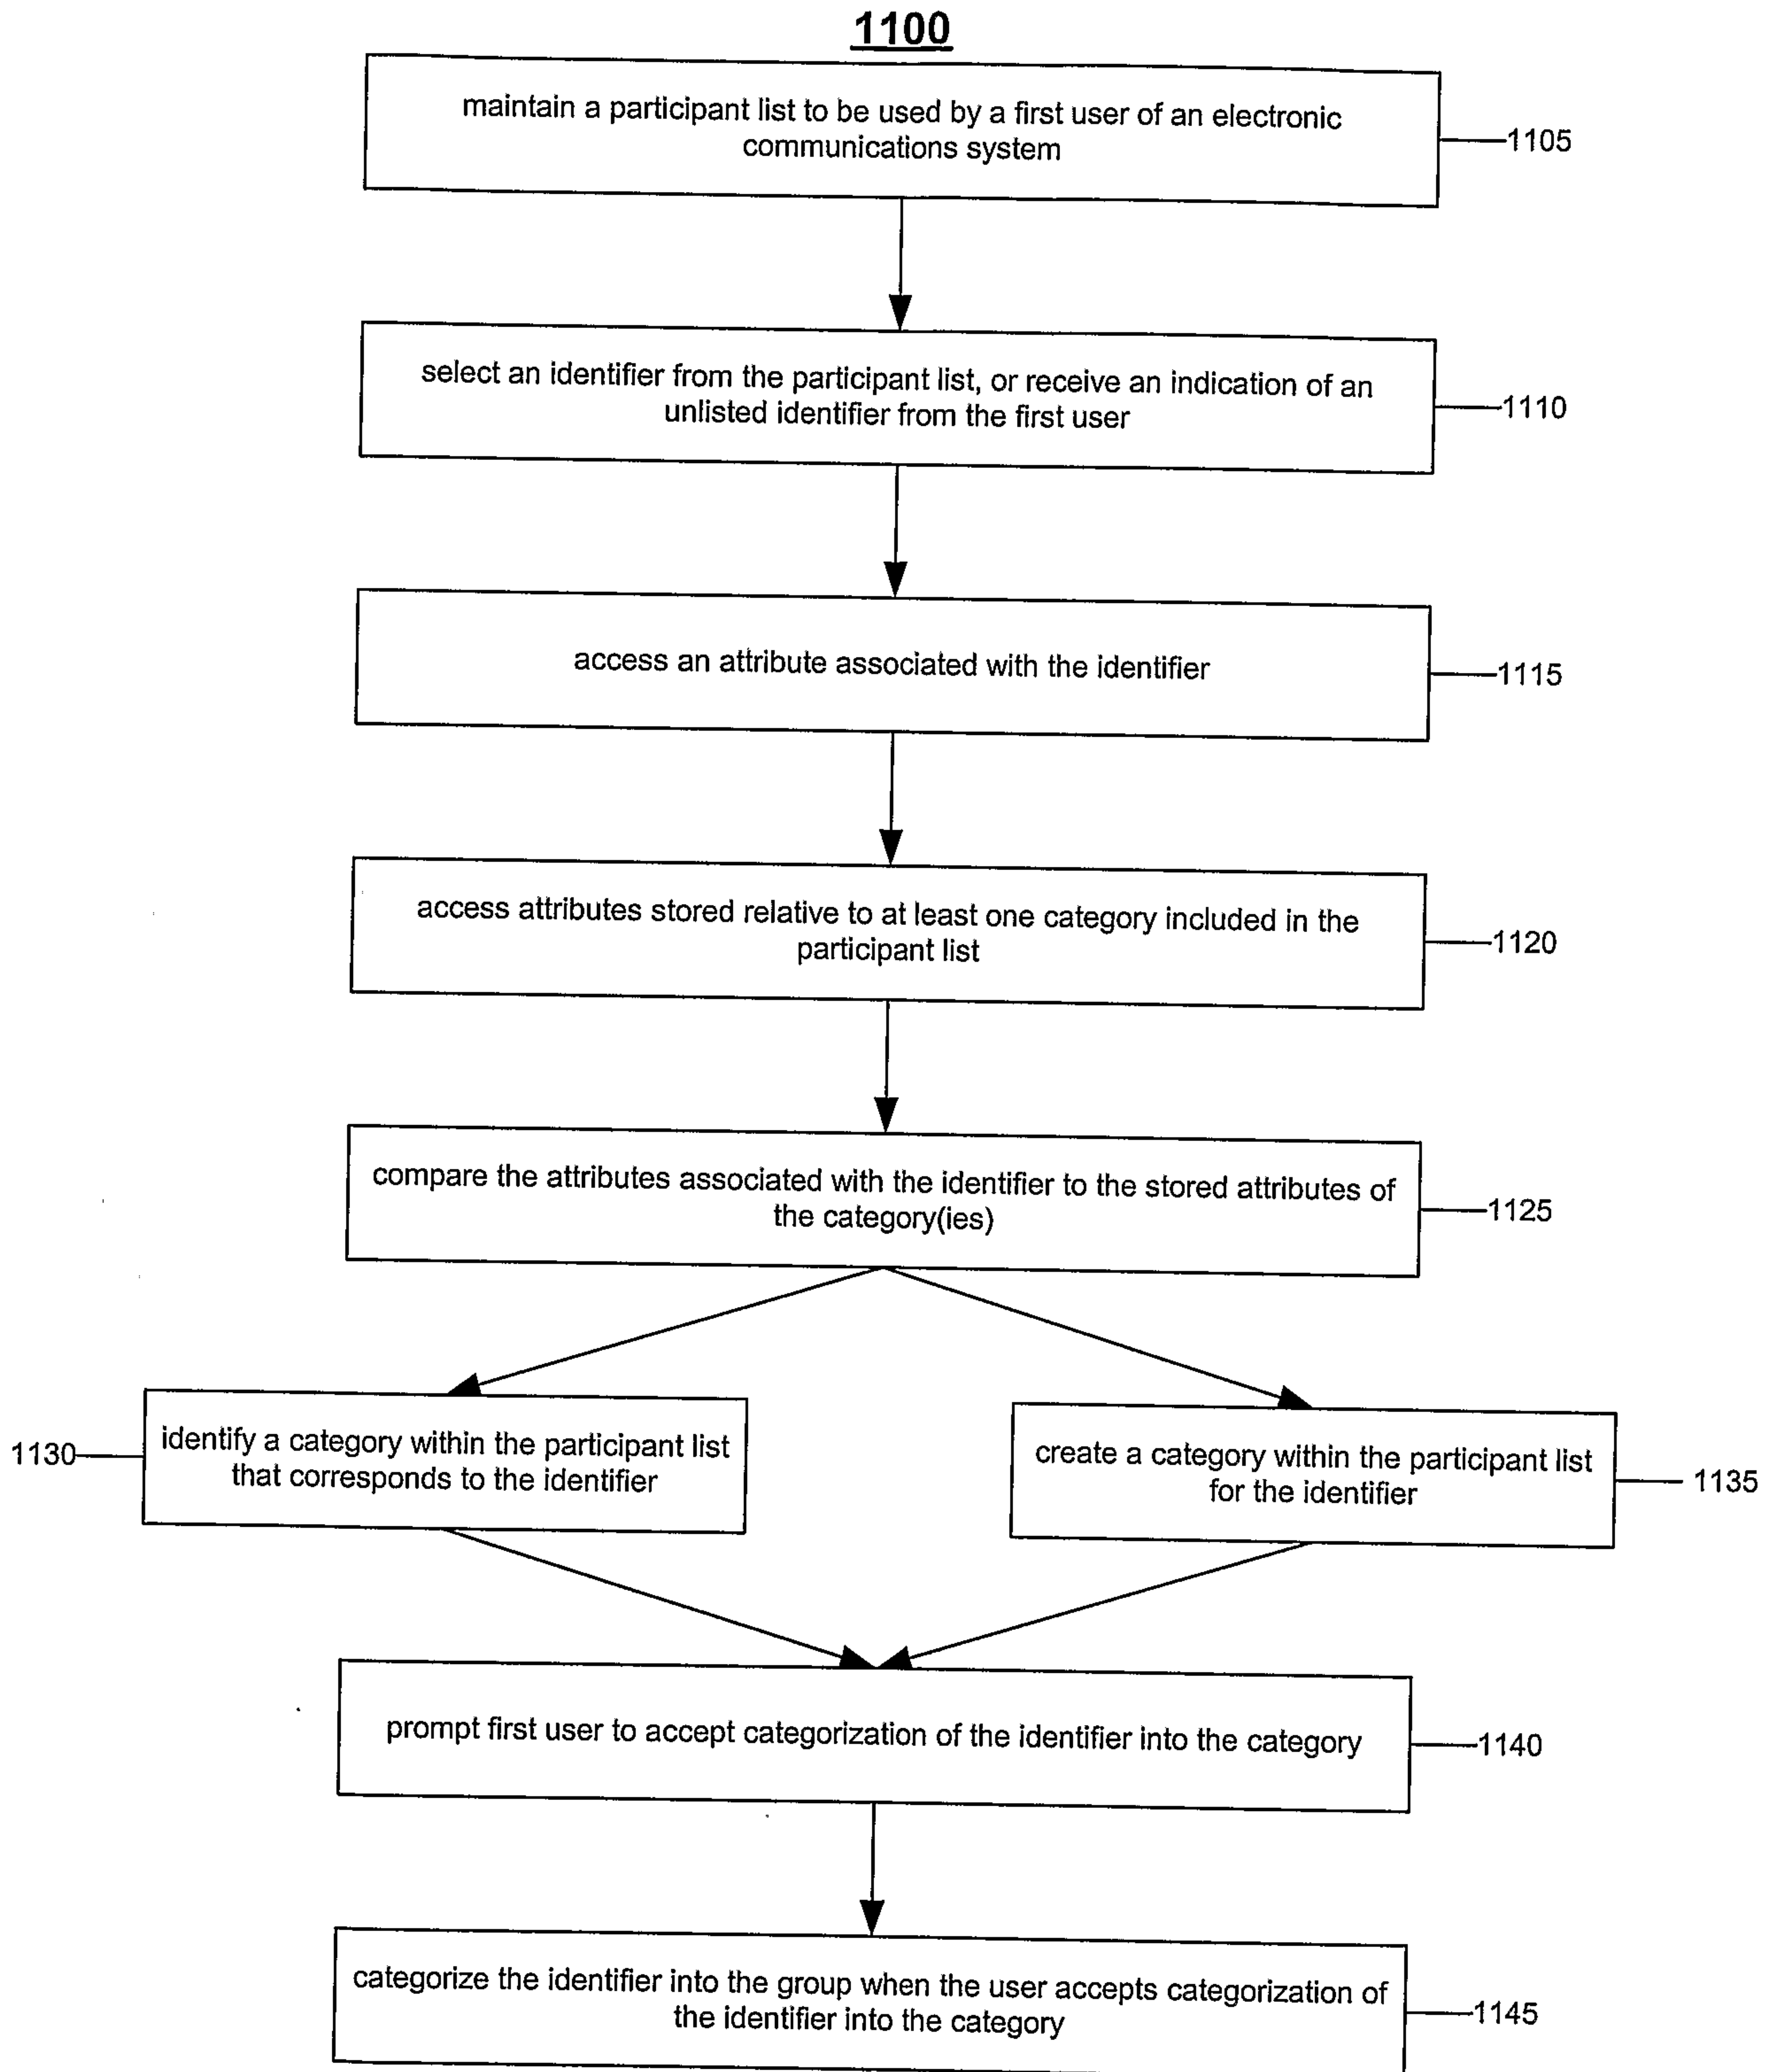 1100
maintain a participant list to be used by a first user of an electronic
communications system
1105
select an identifier from the participant list, or receive an indication of an
unlisted identifier from the first user
1110
access an attribute associated with the identifier
1115
access attributes stored relative to at least one category included in the
participant list
1120
compare the attributes associated with the identifier to the stored attributes of
the category(ies)
1125
1130
identify a category within the participant list
that corresponds to the identifier
create a category within the participant list
for the identifier
1135
prompt first user to accept categorization of the identifier into the category
1140
categorize the identifier into the group when the user accepts categorization of
the identifier into the category
1145